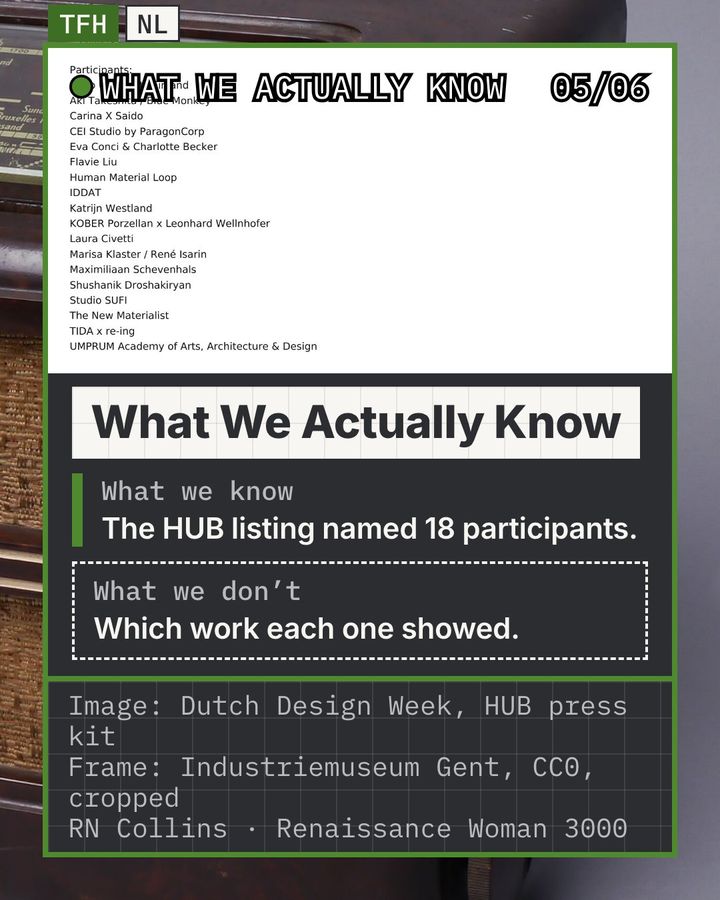 TFH NL
Participants:
WHAT WE ACTUALLY KNOW 05/06
Aki Takeshita / Blue Monkey
Carina X Saido
CEI Studio by ParagonCorp
Eva Conci & Charlotte Becker
Flavie Liu
Human Material Loop
IDDAT
Katrijn Westland
KOBER Porzellan x Leonhard Wellnhofer
Laura Civetti
Marisa Klaster / René Isarin
Maximiliaan Schevenhals
Shushanik Droshakiryan
Studio SUFI
The New Materialist
TIDA x re-ing
UMPRUM Academy of Arts, Architecture & Design
What We Actually Know
What we know
The HUB listing named 18 participants.
What we don’t
Which work each one showed.
Image: Dutch Design Week, HUB press
kit
Frame: Industriemuseum Gent, CC0,
cropped
RN Collins · Renaissance Woman 3000